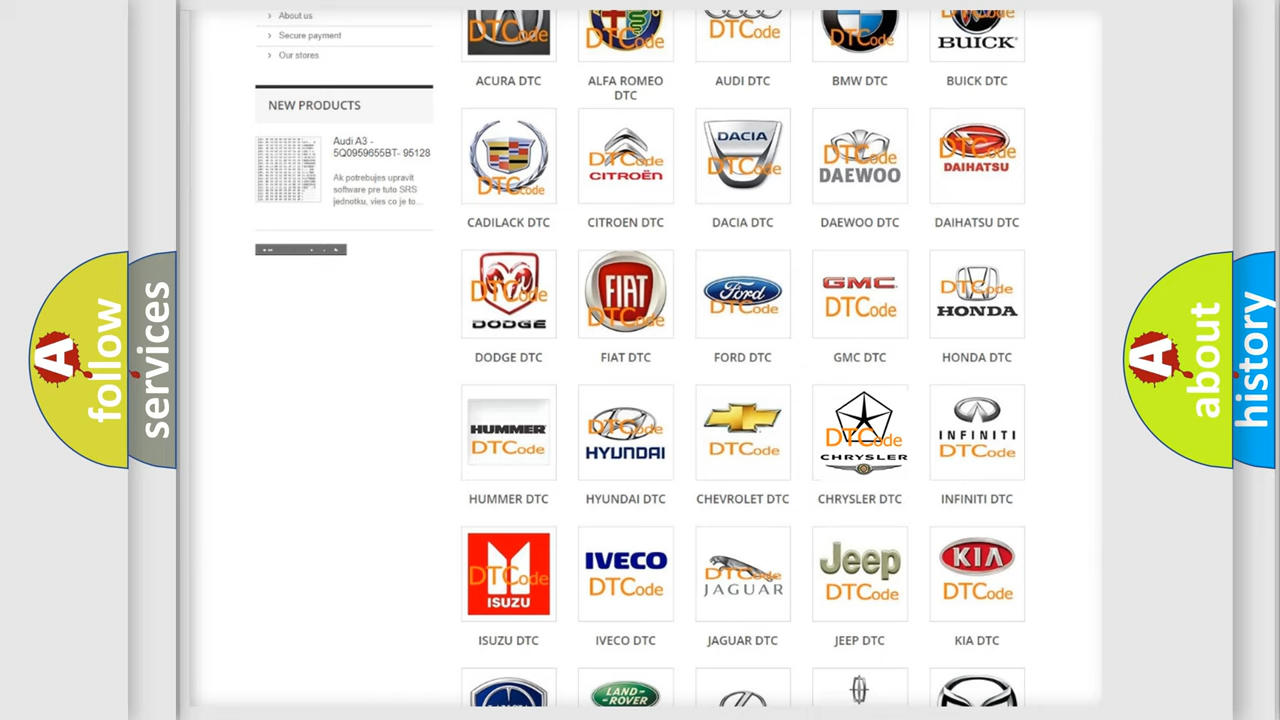 About us
Secure payment
Our stores
NEW PRODUCTS
Audi A3 -
5Q0959655BT- 95128
Ak potrebujes upravit
software pre tuto SRS
jednotku, vies co je to...
DTCode
DTCode
DTCode
DTCode
BUICK
ACURA DTC
ALFA ROMEO
DTC
AUDI DTC
BMW DTC
BUICK DTC
DTCode
DTCode
CITROËN
DACIA
DTCode
DTCode
DAEWOO
DTCode
DAIHATSU
CADILACK DTC
CITROEN DTC
DACIA DTC
DAEWOO DTC
DAIHATSU DTC
DTCode
DODGE
FIAT
DTCode
Ford
DTCode
GMC
DTCode
DTCode
HONDA
DODGE DTC
FIAT DTC
FORD DTC
GMC DTC
HONDA DTC
HUMMER
DTCode
DTCode
HYUNDAI
DTCode
DTCode
CHRYSLER
INFINITI
DTCode
HUMMER DTC
HYUNDAI DTC
CHEVROLET DTC
CHRYSLER DTC
INFINITI DTC
DTCode
ISUZU
IVECO
DTCode
DTCode
JAGUAR
Jeep
DTCode
KIA
DTCode
ISUZU DTC
IVECO DTC
JAGUAR DTC
JEEP DTC
KIA DTC
LAND-
ROVER
A
follow
services
A
about
history